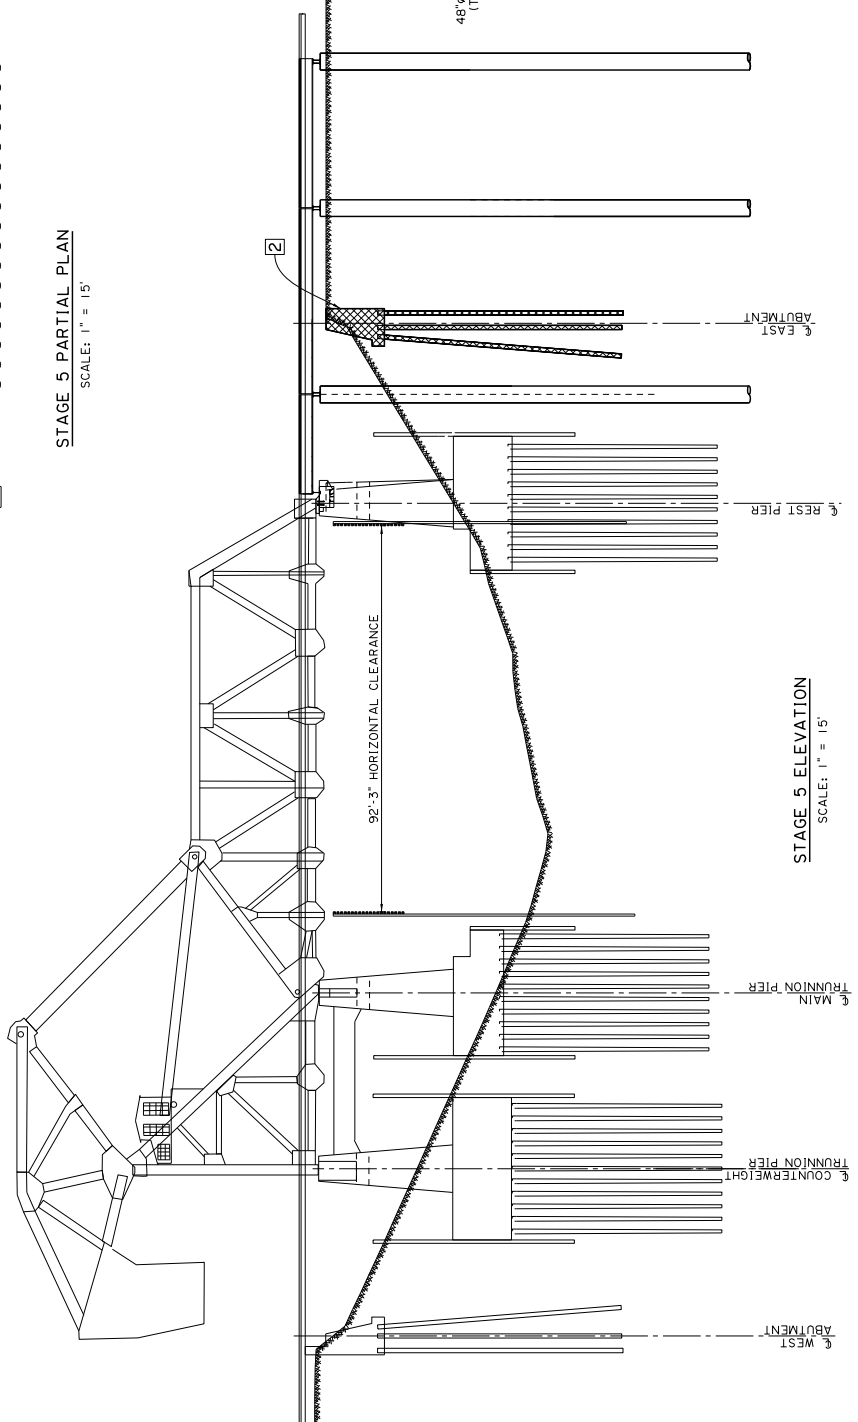 STAGE 5 PARTIAL PLAN
SCALE: 1" = 15'
48"ø
(T
2
92'-3" HORIZONTAL CLEARANCE
℄ WEST
ABUTMENT
℄ COUNTERWEIGHT
TRUNNION PIER
℄ MAIN
TRUNNION PIER
℄ REST PIER
℄ EAST
ABUTMENT
STAGE 5 ELEVATION
SCALE: 1" = 15'